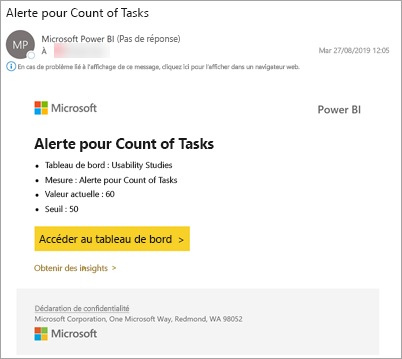 Alerte pour Count of Tasks
MP
Microsoft Power BI (Pas de réponse)
À
Mar 27/08/2019 12:05
En cas de problème lié à l'affichage de ce message, cliquez ici pour l'afficher dans un navigateur web.
Microsoft
Power BI
Alerte pour Count of Tasks
• Tableau de bord : Usability Studies
• Mesure : Alerte pour Count of Tasks
• Valeur actuelle : 60
• Seuil : 50
Accéder au tableau de bord >
Obtenir des insights >
Déclaration de confidentialité
Microsoft Corporation, One Microsoft Way, Redmond, WA 98052
Microsoft